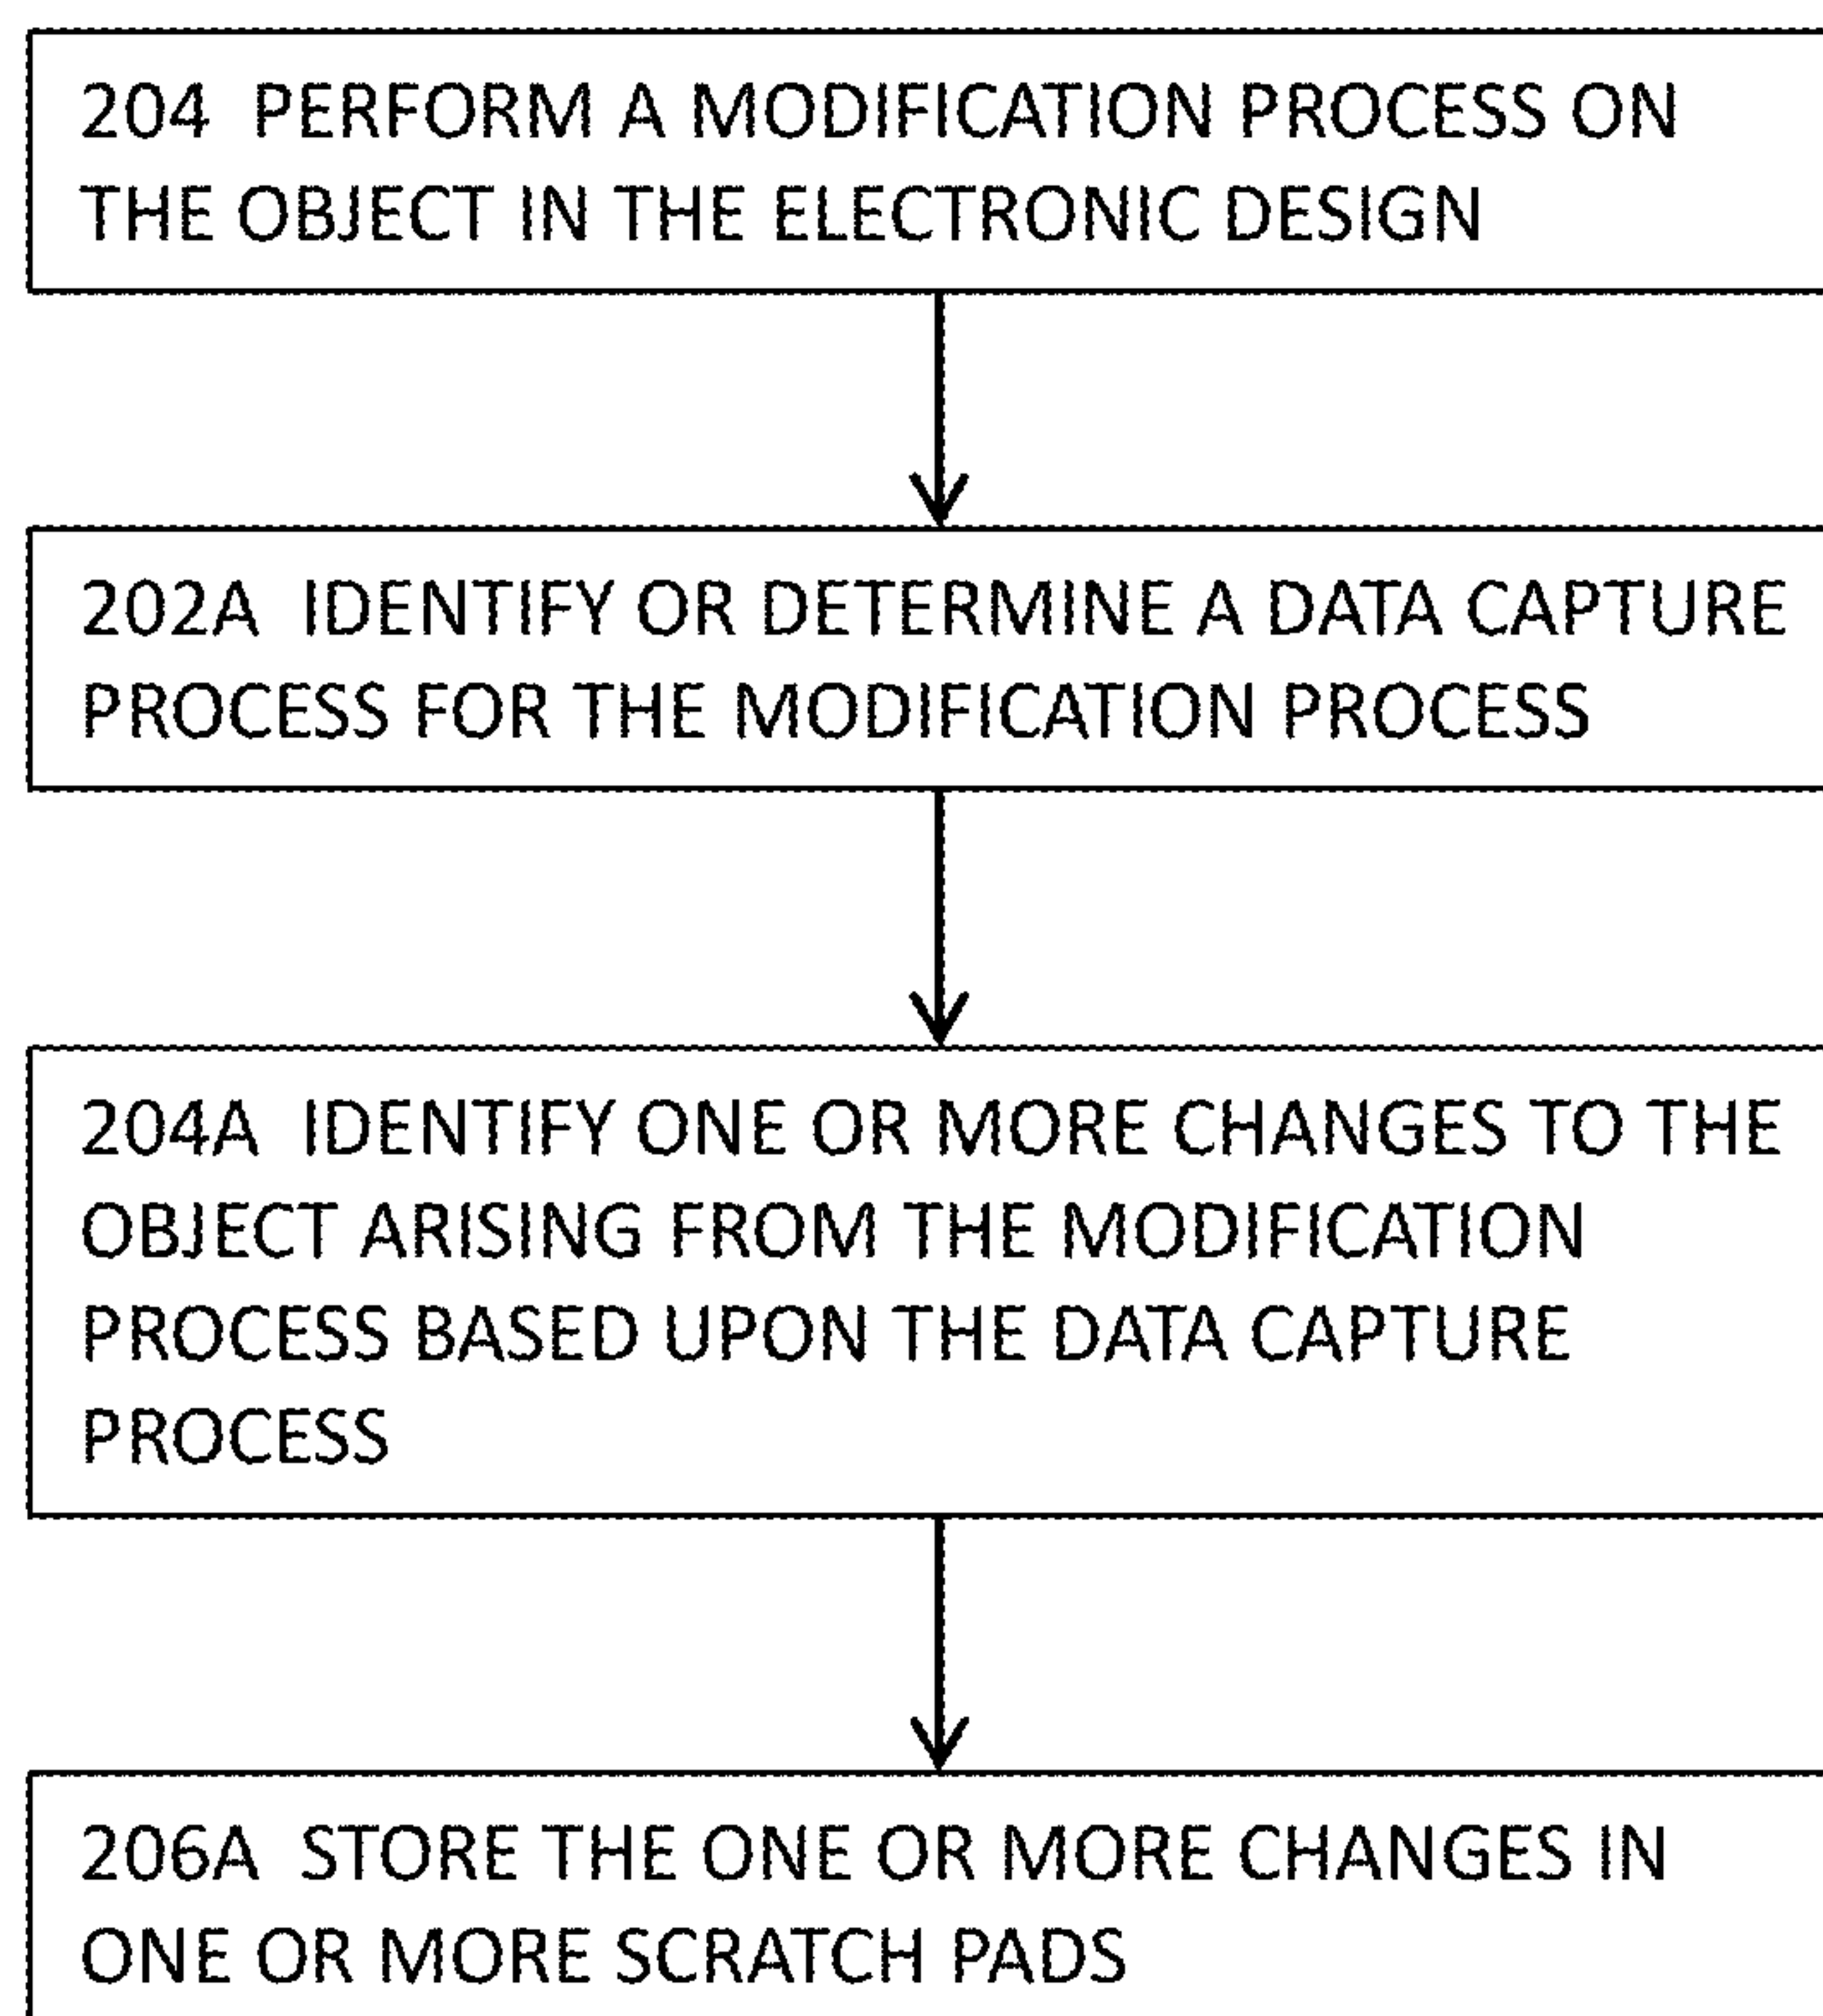 204 PERFORM A MODIFICATION PROCESS ON
THE OBJECT IN THE ELECTRONIC DESIGN
202A IDENTIFY OR DETERMINE A DATA CAPTURE
PROCESS FOR THE MODIFICATION PROCESS
204A IDENTIFY ONE OR MORE CHANGES TO THE
OBJECT ARISING FROM THE MODIFICATION
PROCESS BASED UPON THE DATA CAPTURE
PROCESS
206A STORE THE ONE OR MORE CHANGES IN
ONE OR MORE SCRATCH PADS